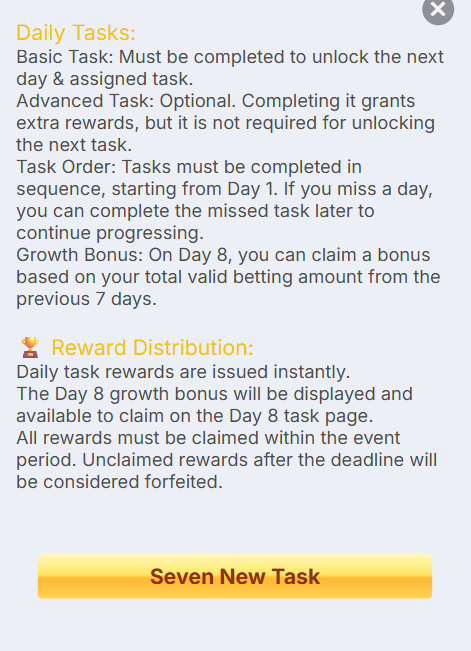 Daily Tasks:
Basic Task: Must be completed to unlock the next
day & assigned task.
Advanced Task: Optional. Completing it grants
extra rewards, but it is not required for unlocking
the next task.
Task Order: Tasks must be completed in
sequence, starting from Day 1. If you miss a day,
you can complete the missed task later to
continue progressing.
Growth Bonus: On Day 8, you can claim a bonus
based on your total valid betting amount from the
previous 7 days.
🏆 Reward Distribution:
Daily task rewards are issued instantly.
The Day 8 growth bonus will be displayed and
available to claim on the Day 8 task page.
All rewards must be claimed within the event
period. Unclaimed rewards after the deadline will
be considered forfeited.
Seven New Task